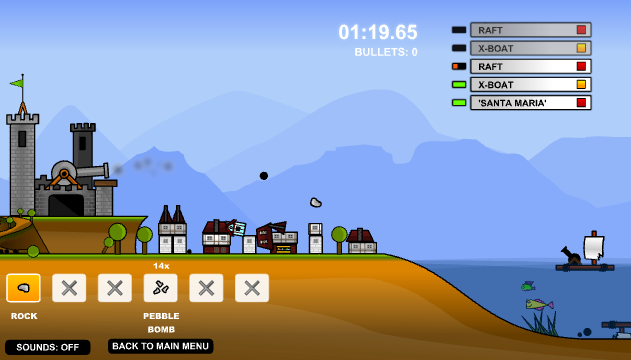 01:19.65
BULLETS: 0
RAFT
X-BOAT
RAFT
X-BOAT
'SANTA MARIA'
14x
ROCK
PEBBLE
BOMB
SOUNDS: OFF
BACK TO MAIN MENU